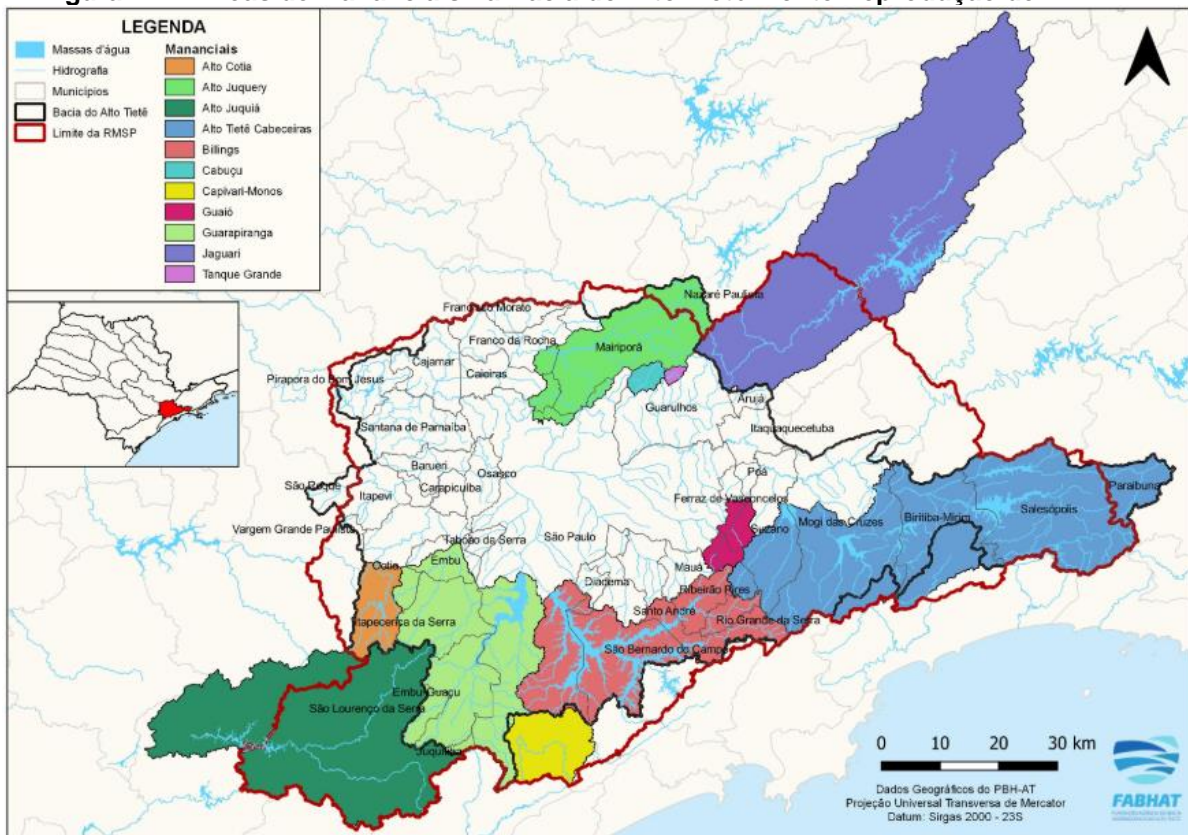 LEGENDA
Massas d'água
Hidrografia
Municípios
Bacia do Alto Tietê
Limite da RMSP
Mananciais
Alto Cotia
Alto Juquery
Alto Juquiá
Alto Tietê Cabeceiras
Billings
Cabuçu
Capivari-Monos
Guaió
Guarapiranga
Jaguari
Tanque Grande
Nazaré Paulista
Francisco Morato
Franco da Rocha
Mairiporã
Cajamar
Caieiras
Pirapora do Bom Jesus
Guarulhos
Arujá
Santana de Parnaíba
Itaquaquecetuba
Barueri
Osasco
Poá
Carapicuíba
São Roque
Itapevi
Ferraz de Vasconcelos
Paraibuna
Salesópolis
Biritiba-Mirim
Mogi das Cruzes
Suzano
Vargem Grande Paulista
Taboão da Serra
São Paulo
Embu
Cotia
Mauá
Diadema
Ribeirão Pires
Santo André
Itapecerica da Serra
Rio Grande da Serra
São Bernardo do Campo
Embu-Guaçu
São Lourenço da Serra
Juquitiba
0 10 20 30 km
Dados Geográficos do PBH-AT
Projeção Universal Transversa de Mercator
Datum: Sirgas 2000 - 23S
FABHAT